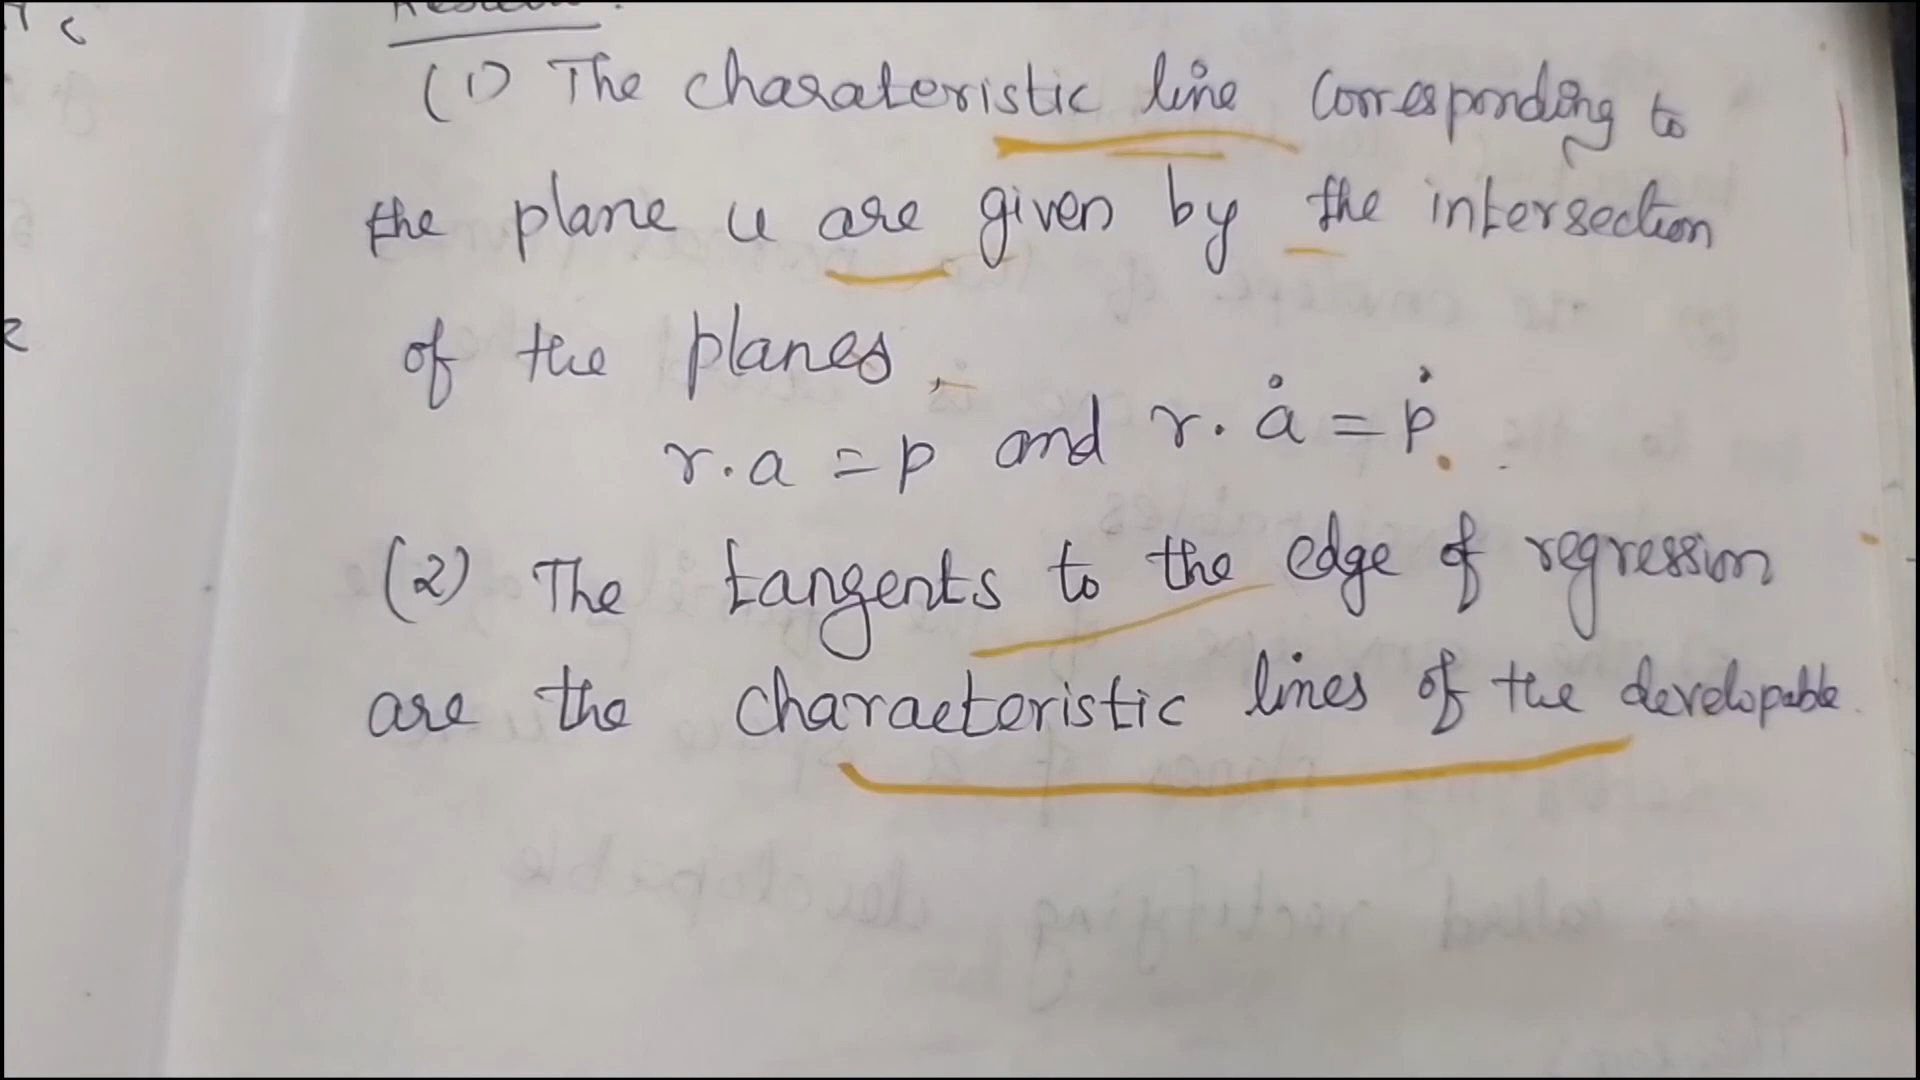 (1) The charateristic line corresponding to
the plane u are given by the intersection
of the planes,
r.a = p and r.ȧ = ṗ.
(2) The tangents to the edge of regression
are the characteristic lines of the developable.